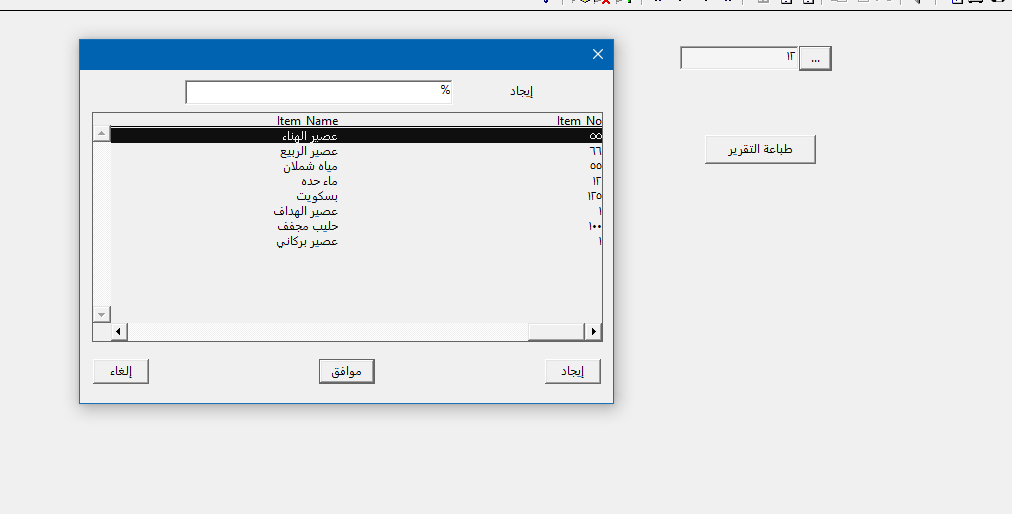 ١٢
...
إيجاد
%
Item_No Item_Name
٥٥ عصير الهناء
٦٦ عصير الربيع
٥٥ مياه شملان
١٢ ماء حده
١٢٥ بسكويت
١ عصير الهداف
١٠٠ حليب مجفف
١ عصير بركاني
إيجاد موافق إلغاء
طباعة التقرير